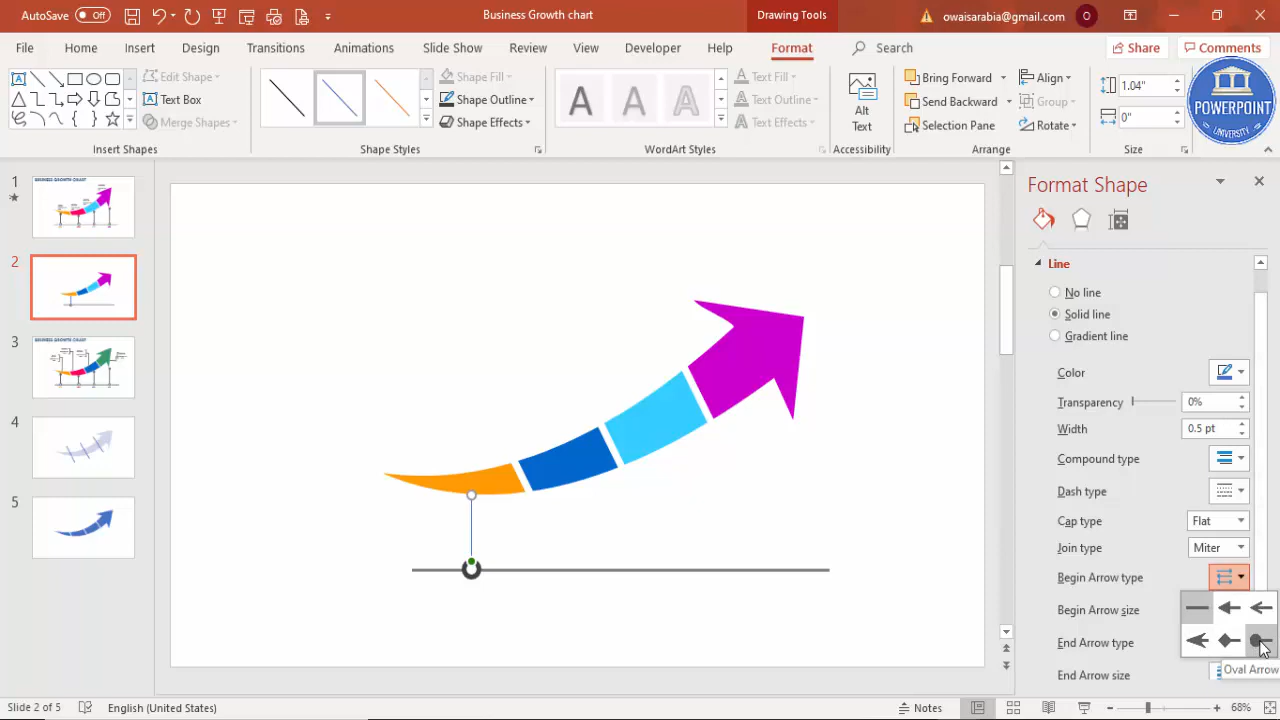 AutoSave Off
Business Growth chart
Drawing Tools
owaisarabia@gmail.com
O
File Home Insert Design Transitions Animations Slide Show Review View Developer Help Format Search
Share Comments
Edit Shape
Text Box
Merge Shapes
Insert Shapes
Shape Fill
Shape Outline
Shape Effects
Shape Styles
A A A
Text Fill
Text Outline
Text Effects
WordArt Styles
Alt
Text
Accessibility
Bring Forward
Send Backward
Selection Pane
Align
Group
Rotate
Arrange
1.04"
0"
Size
POWERPOINT
UNIVERSITY
1
BUSINESS GROWTH CHART
2
3
BUSINESS GROWTH CHART
4
5
Format Shape
Line
No line
Solid line
Gradient line
Color
Transparency 0%
Width 0.5 pt
Compound type
Dash type
Cap type Flat
Join type Miter
Begin Arrow type
Begin Arrow size
End Arrow type
End Arrow size
Oval Arrow
Slide 2 of 5
English (United States)
Notes
68%